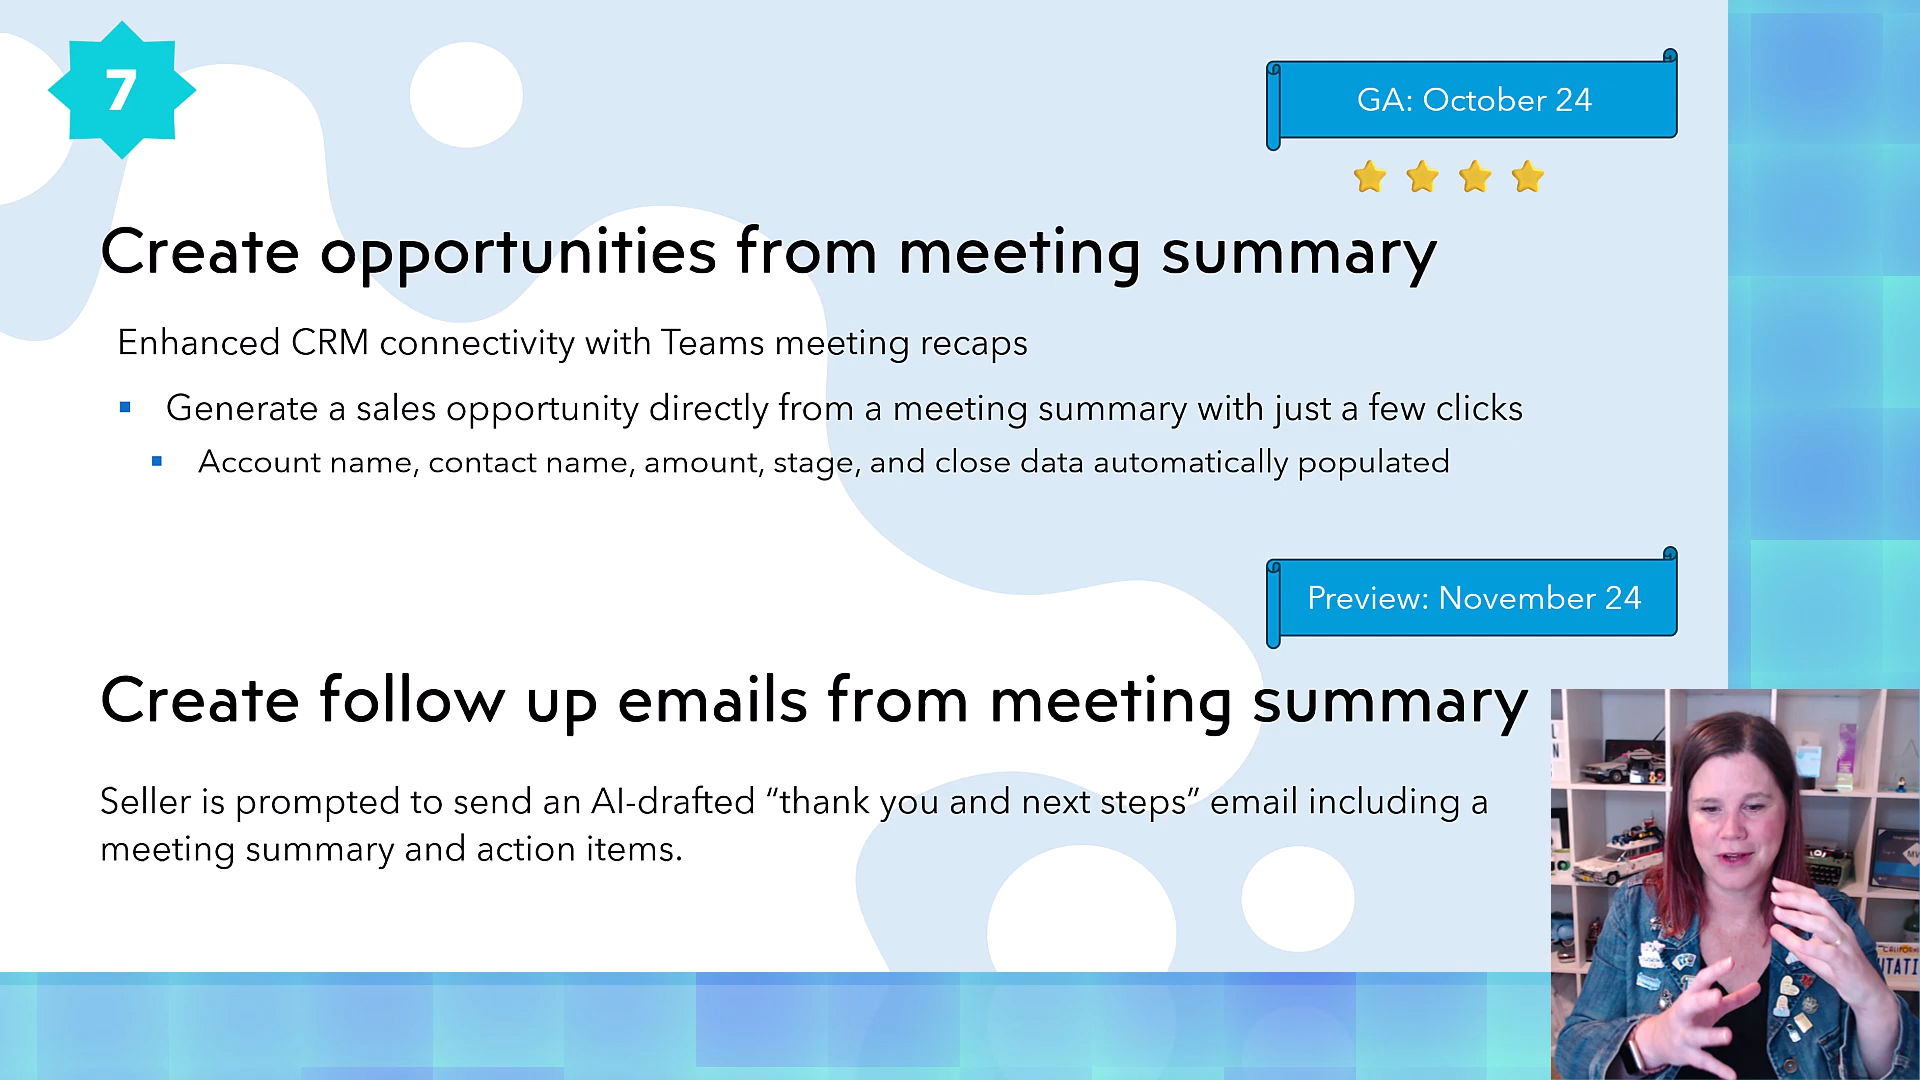 7
GA: October 24
Create opportunities from meeting summary
Enhanced CRM connectivity with Teams meeting recaps
Generate a sales opportunity directly from a meeting summary with just a few clicks
Account name, contact name, amount, stage, and close data automatically populated
Preview: November 24
Create follow up emails from meeting summary
Seller is prompted to send an AI-drafted “thank you and next steps” email including a
meeting summary and action items.